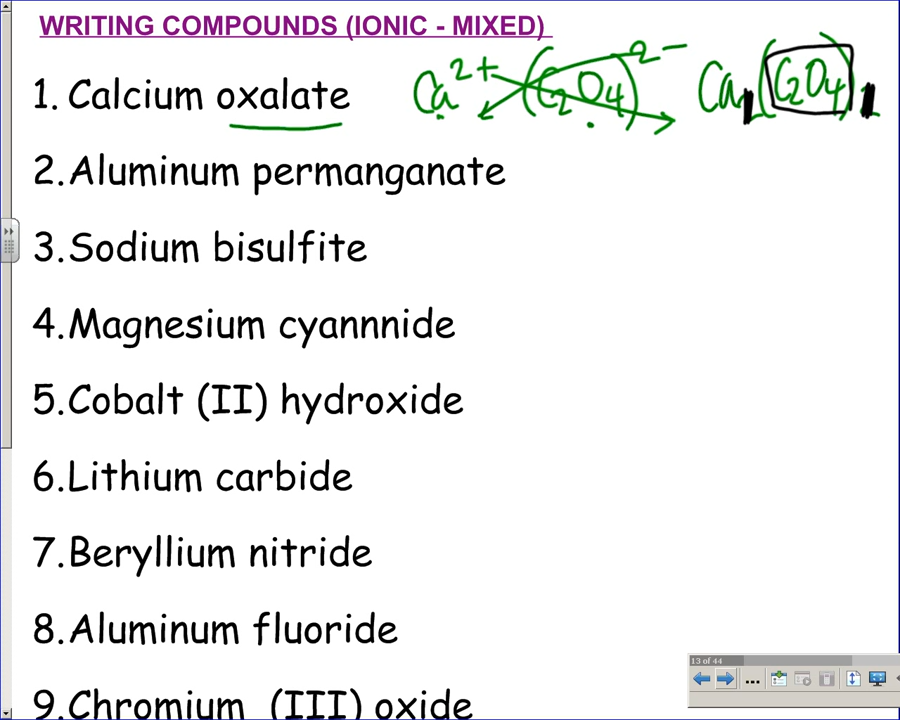 WRITING COMPOUNDS (IONIC - MIXED)
1. Calcium oxalate Ca²⁺ (C₂O₄)²⁻ Ca₁(C₂O₄)₁
2.Aluminum permanganate
3.Sodium bisulfite
4.Magnesium cyannnide
5.Cobalt (II) hydroxide
6.Lithium carbide
7.Beryllium nitride
8.Aluminum fluoride
9.Chromium (III) oxide
13 of 44